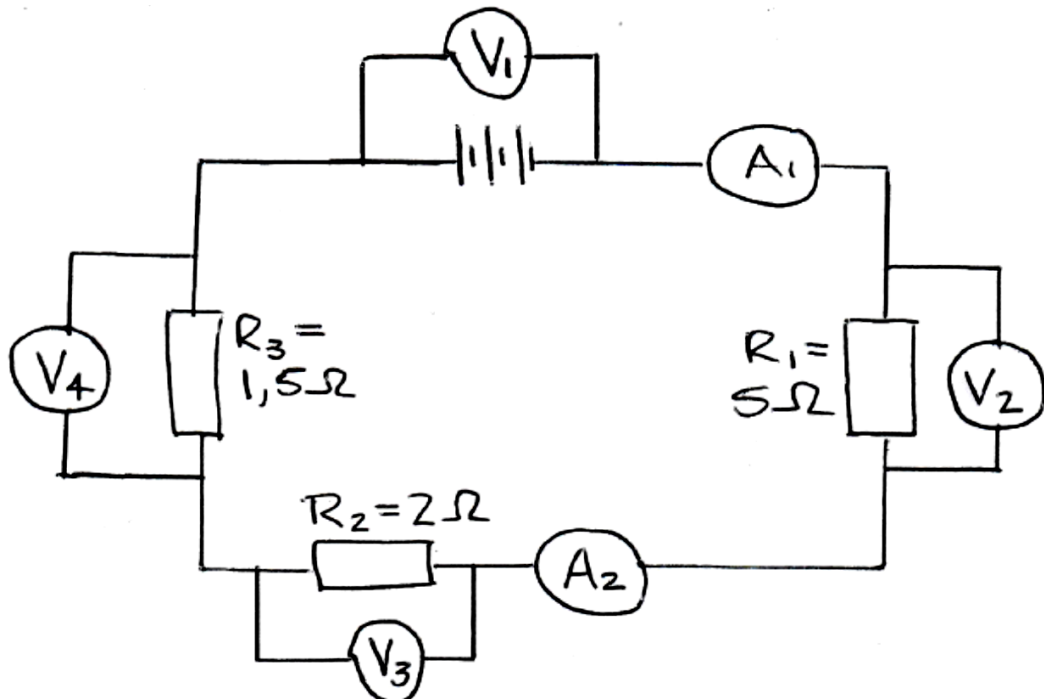 V₁
A₁
R₃ =
1,5Ω
V₄
R₁ =
5Ω
V₂
R₂ = 2Ω
A₂
V₃